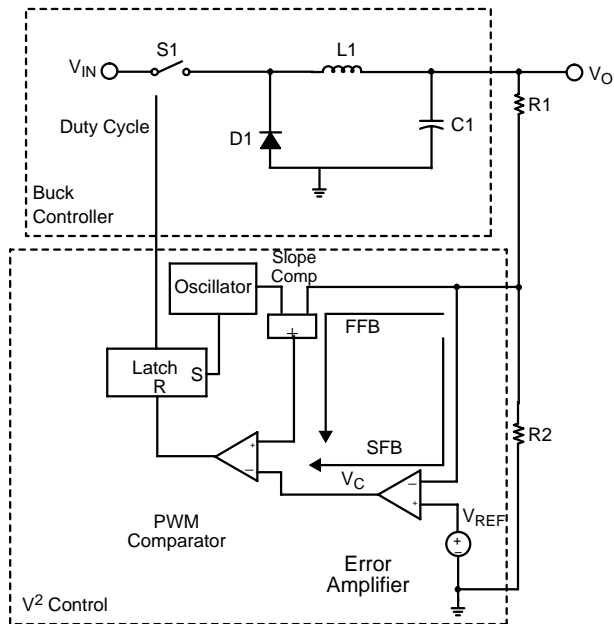 S1
L1
V_IN
V_O
R1
Duty Cycle
D1
C1
Buck
Controller
Slope
Comp
Oscillator
+
FFB
Latch
S
R
R2
+
–
SFB
V_C
–
+
V_REF
+
–
PWM
Comparator
Error
Amplifier
V² Control